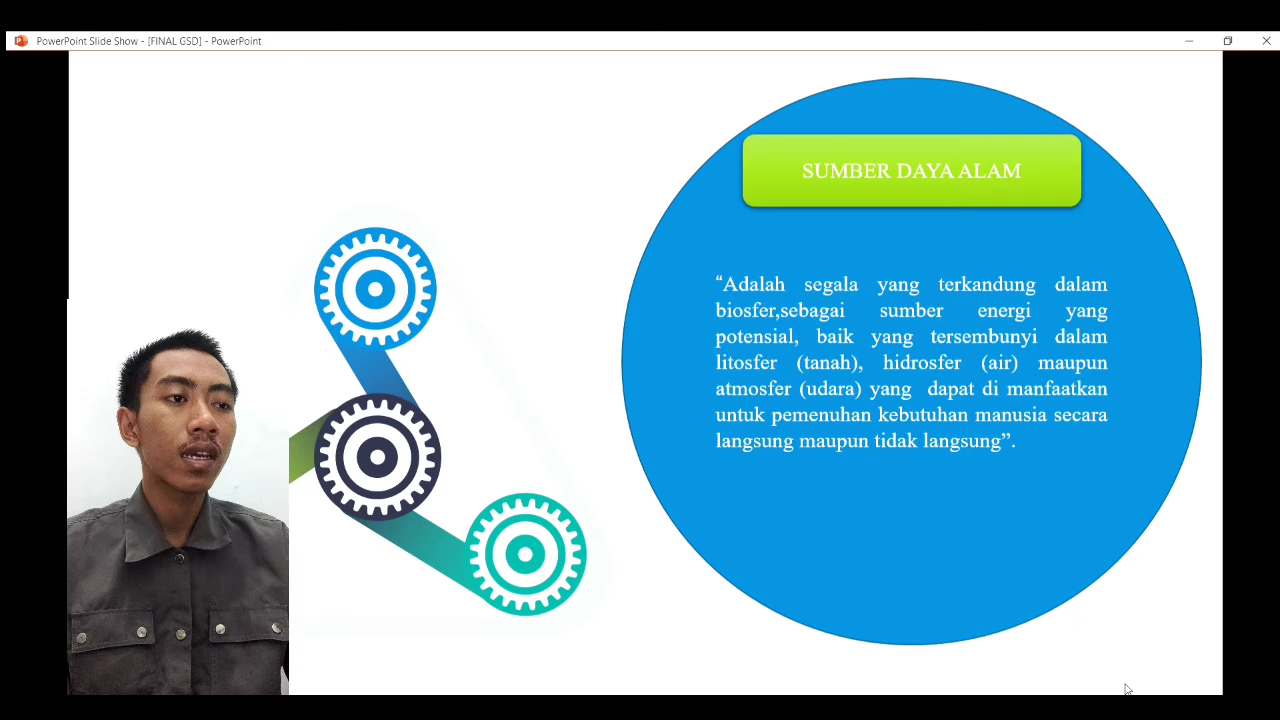 PowerPoint Slide Show - [FINAL GSD] - PowerPoint
SUMBER DAYA ALAM
“Adalah segala yang terkandung dalam
biosfer,sebagai sumber energi yang
potensial, baik yang tersembunyi dalam
litosfer (tanah), hidrosfer (air) maupun
atmosfer (udara) yang dapat di manfaatkan
untuk pemenuhan kebutuhan manusia secara
langsung maupun tidak langsung”.